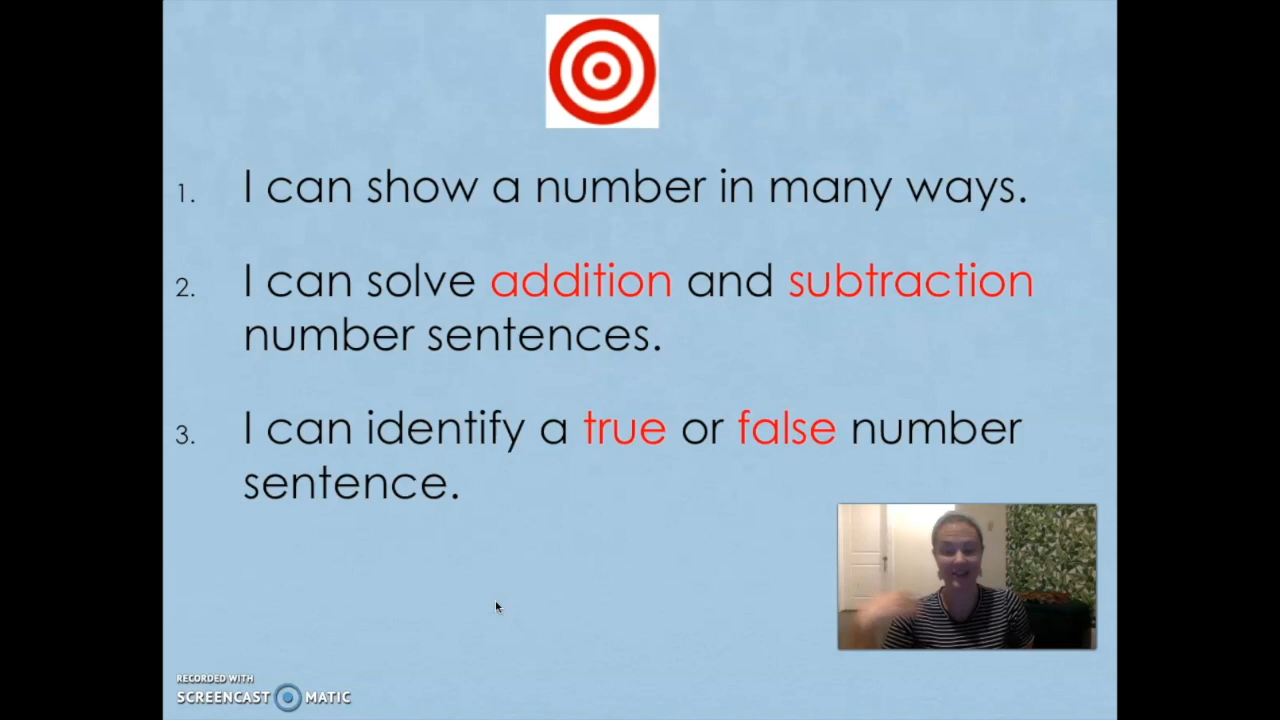 1. I can show a number in many ways.
2. I can solve addition and subtraction
number sentences.
3. I can identify a true or false number
sentence.
RECORDED WITH
SCREENCAST MATIC